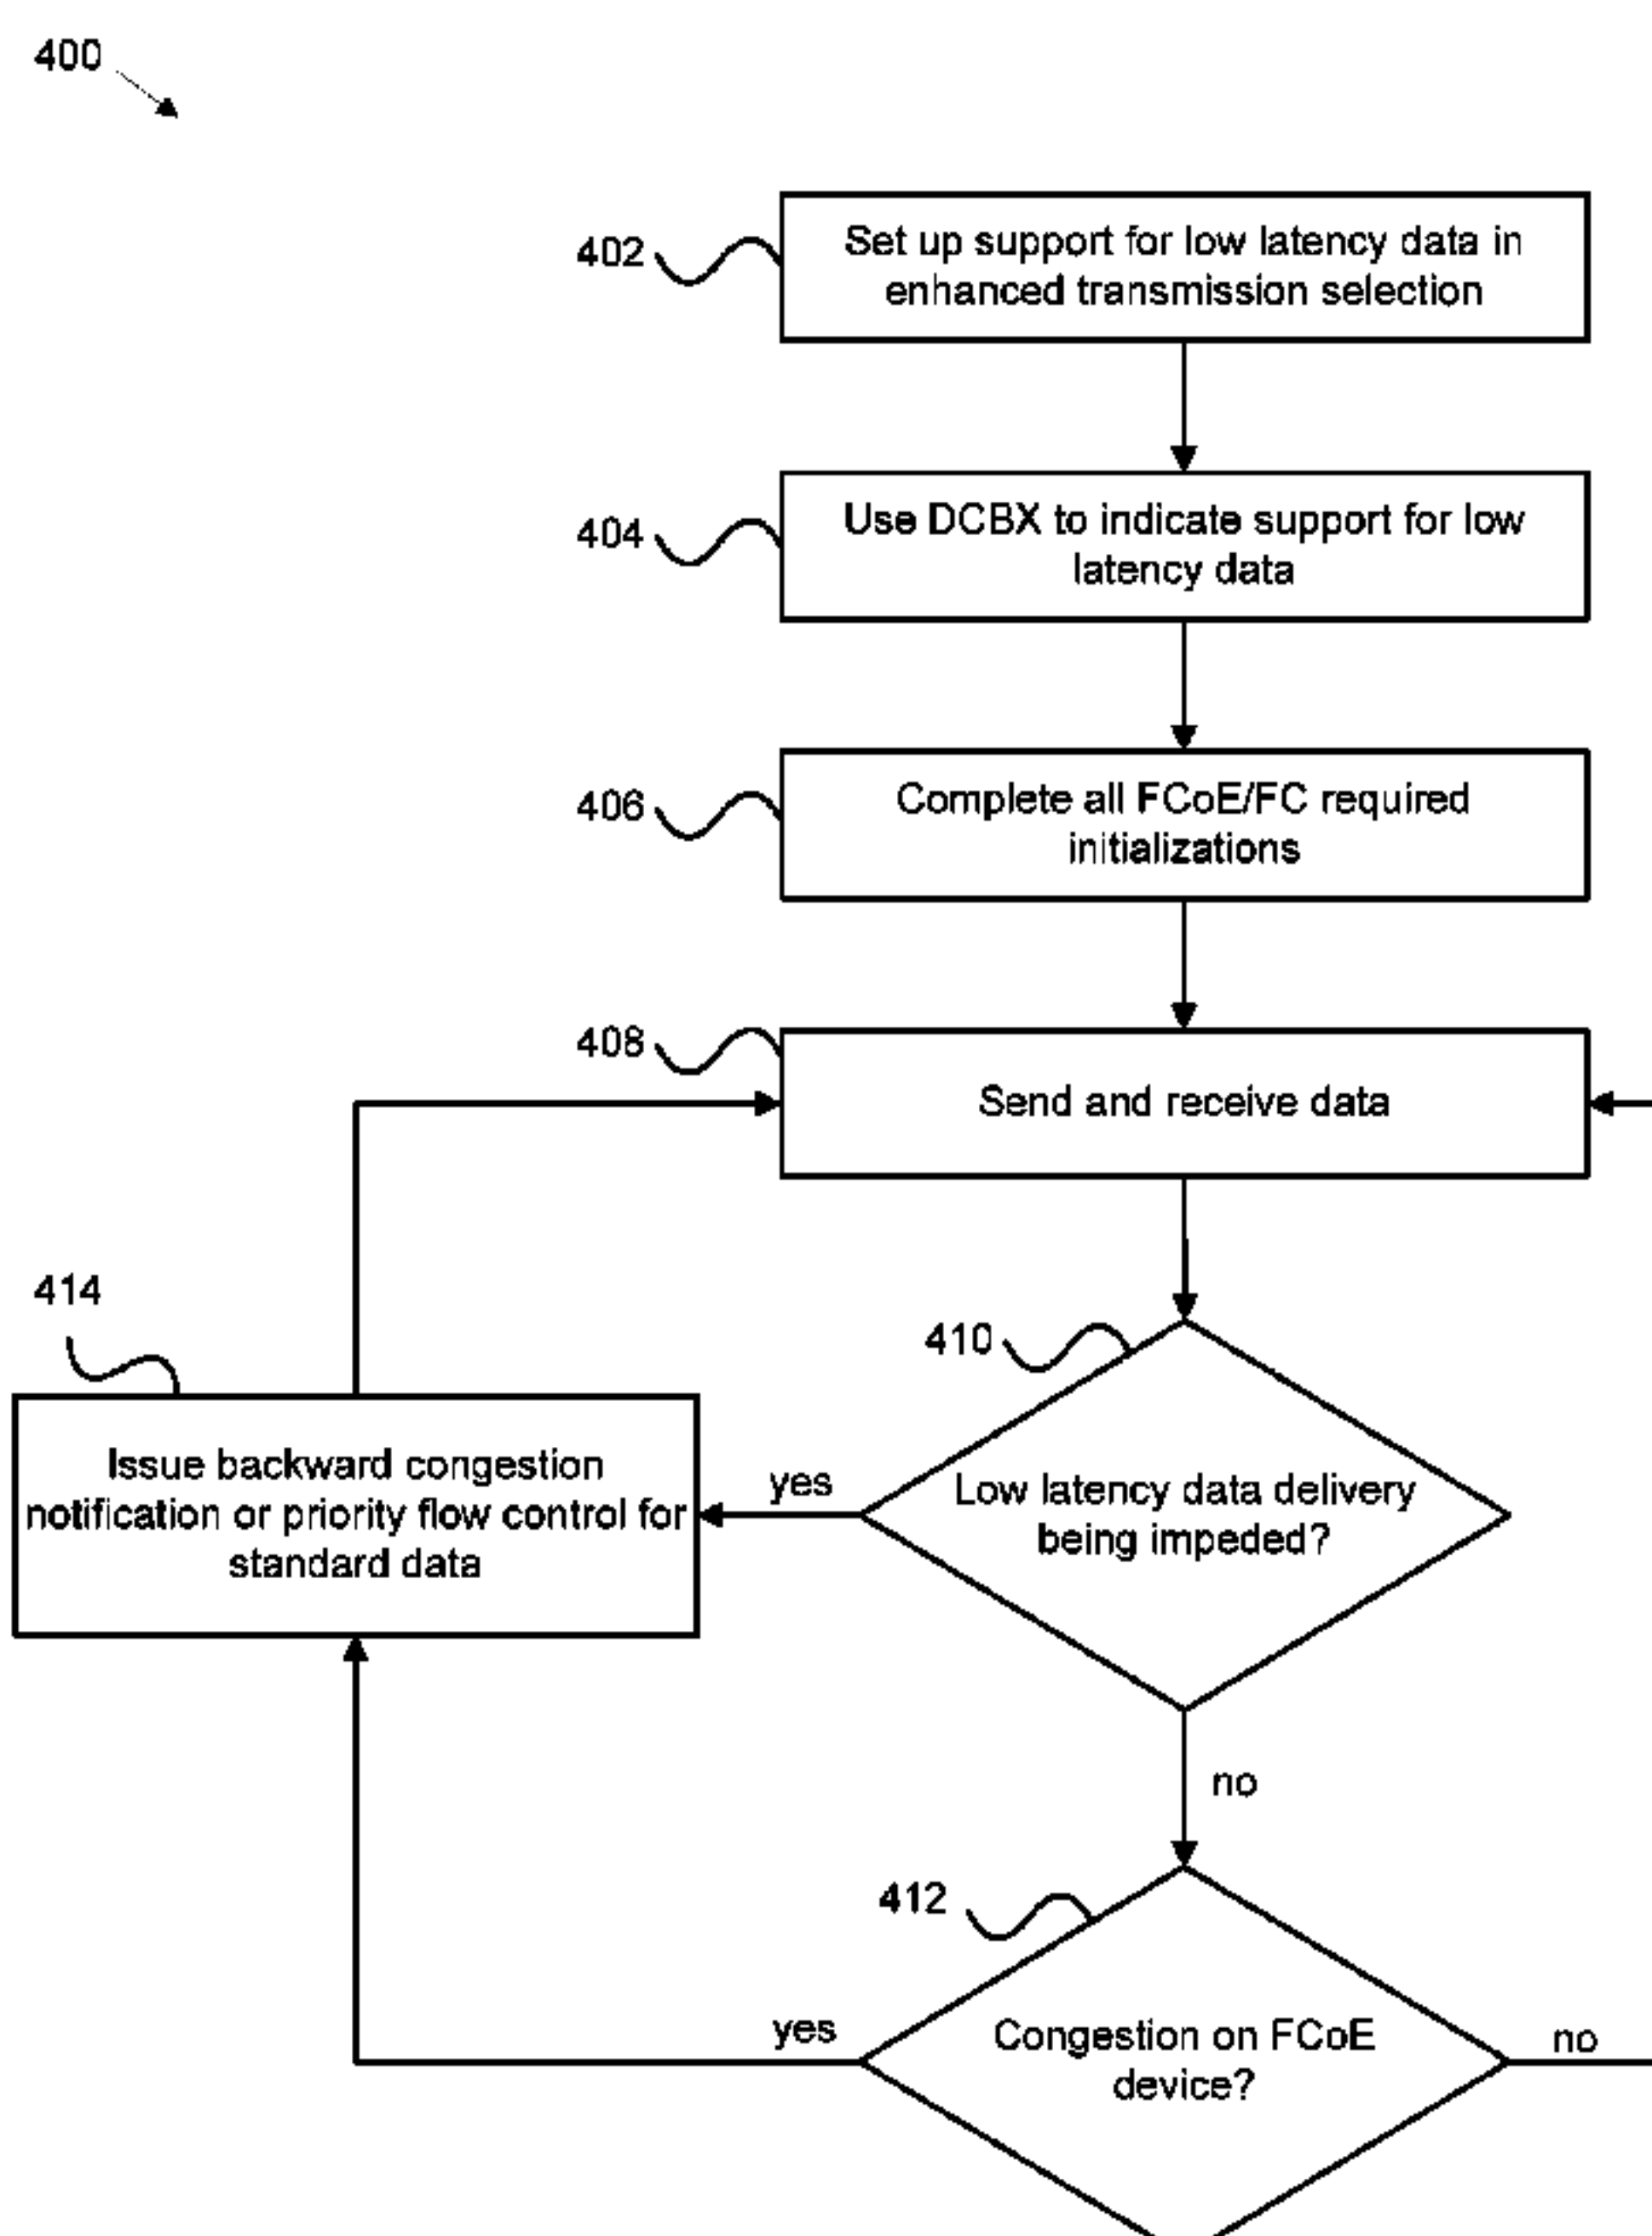 400
402
Set up support for low latency data in
enhanced transmission selection
404
Use DCBX to indicate support for low
latency data
406
Complete all FCoE/FC required
initializations
408
Send and receive data
414
410
Issue backward congestion
notification or priority flow control for
standard data
yes
Low latency data delivery
being impeded?
no
412
yes
Congestion on FCoE
device?
no